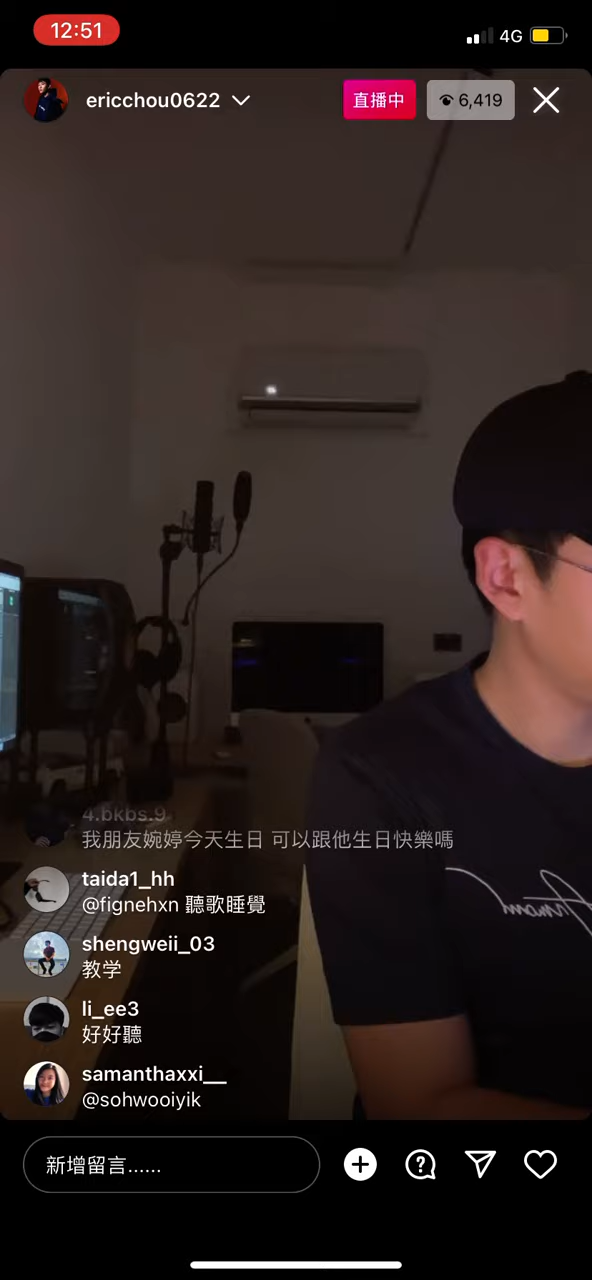 12:51
4G
ericchou0622
直播中
6,419
4.bkbs.9
我朋友婉婷今天生日 可以跟他生日快樂嗎
taida1_hh
@fignehxn 聽歌睡覺
shengweii_03
教学
li_ee3
好好聽
samanthaxxi__
@sohwooiyik
新增留言......